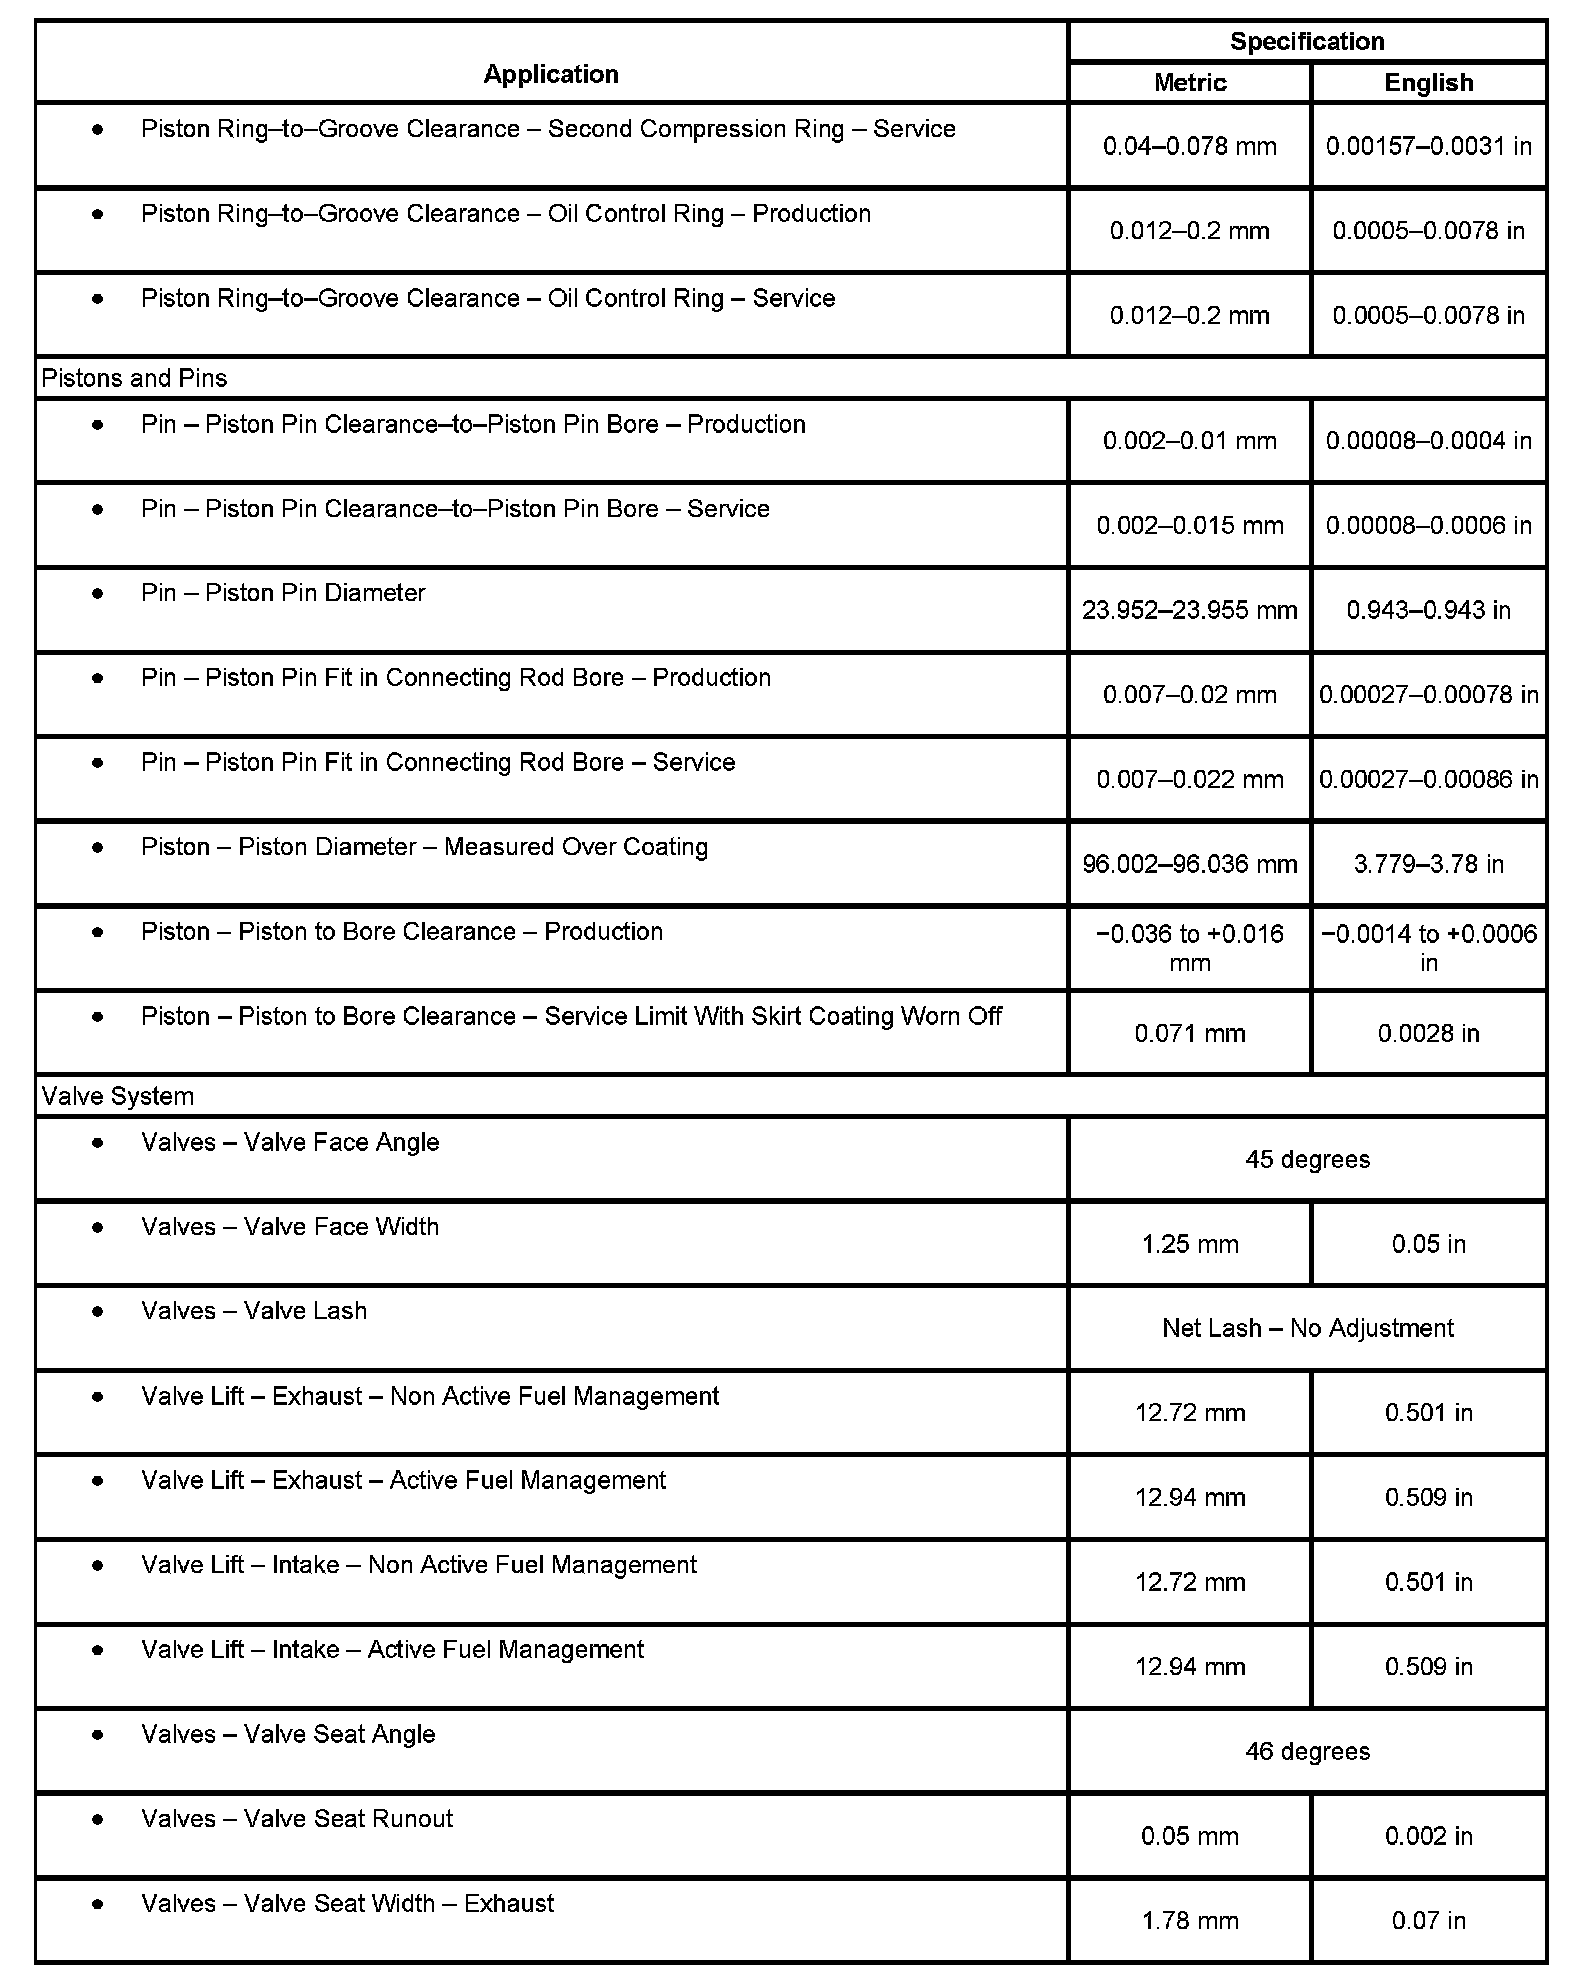 Application
Specification
Metric
English
• Piston Ring–to–Groove Clearance – Second Compression Ring – Service
0.04–0.078 mm
0.00157–0.0031 in
• Piston Ring–to–Groove Clearance – Oil Control Ring – Production
0.012–0.2 mm
0.0005–0.0078 in
• Piston Ring–to–Groove Clearance – Oil Control Ring – Service
0.012–0.2 mm
0.0005–0.0078 in
Pistons and Pins
• Pin – Piston Pin Clearance–to–Piston Pin Bore – Production
0.002–0.01 mm
0.00008–0.0004 in
• Pin – Piston Pin Clearance–to–Piston Pin Bore – Service
0.002–0.015 mm
0.00008–0.0006 in
• Pin – Piston Pin Diameter
23.952–23.955 mm
0.943–0.943 in
• Pin – Piston Pin Fit in Connecting Rod Bore – Production
0.007–0.02 mm
0.00027–0.00078 in
• Pin – Piston Pin Fit in Connecting Rod Bore – Service
0.007–0.022 mm
0.00027–0.00086 in
• Piston – Piston Diameter – Measured Over Coating
96.002–96.036 mm
3.779–3.78 in
• Piston – Piston to Bore Clearance – Production
−0.036 to +0.016
mm
−0.0014 to +0.0006
in
• Piston – Piston to Bore Clearance – Service Limit With Skirt Coating Worn Off
0.071 mm
0.0028 in
Valve System
• Valves – Valve Face Angle
45 degrees
• Valves – Valve Face Width
1.25 mm
0.05 in
• Valves – Valve Lash
Net Lash – No Adjustment
• Valve Lift – Exhaust – Non Active Fuel Management
12.72 mm
0.501 in
• Valve Lift – Exhaust – Active Fuel Management
12.94 mm
0.509 in
• Valve Lift – Intake – Non Active Fuel Management
12.72 mm
0.501 in
• Valve Lift – Intake – Active Fuel Management
12.94 mm
0.509 in
• Valves – Valve Seat Angle
46 degrees
• Valves – Valve Seat Runout
0.05 mm
0.002 in
• Valves – Valve Seat Width – Exhaust
1.78 mm
0.07 in